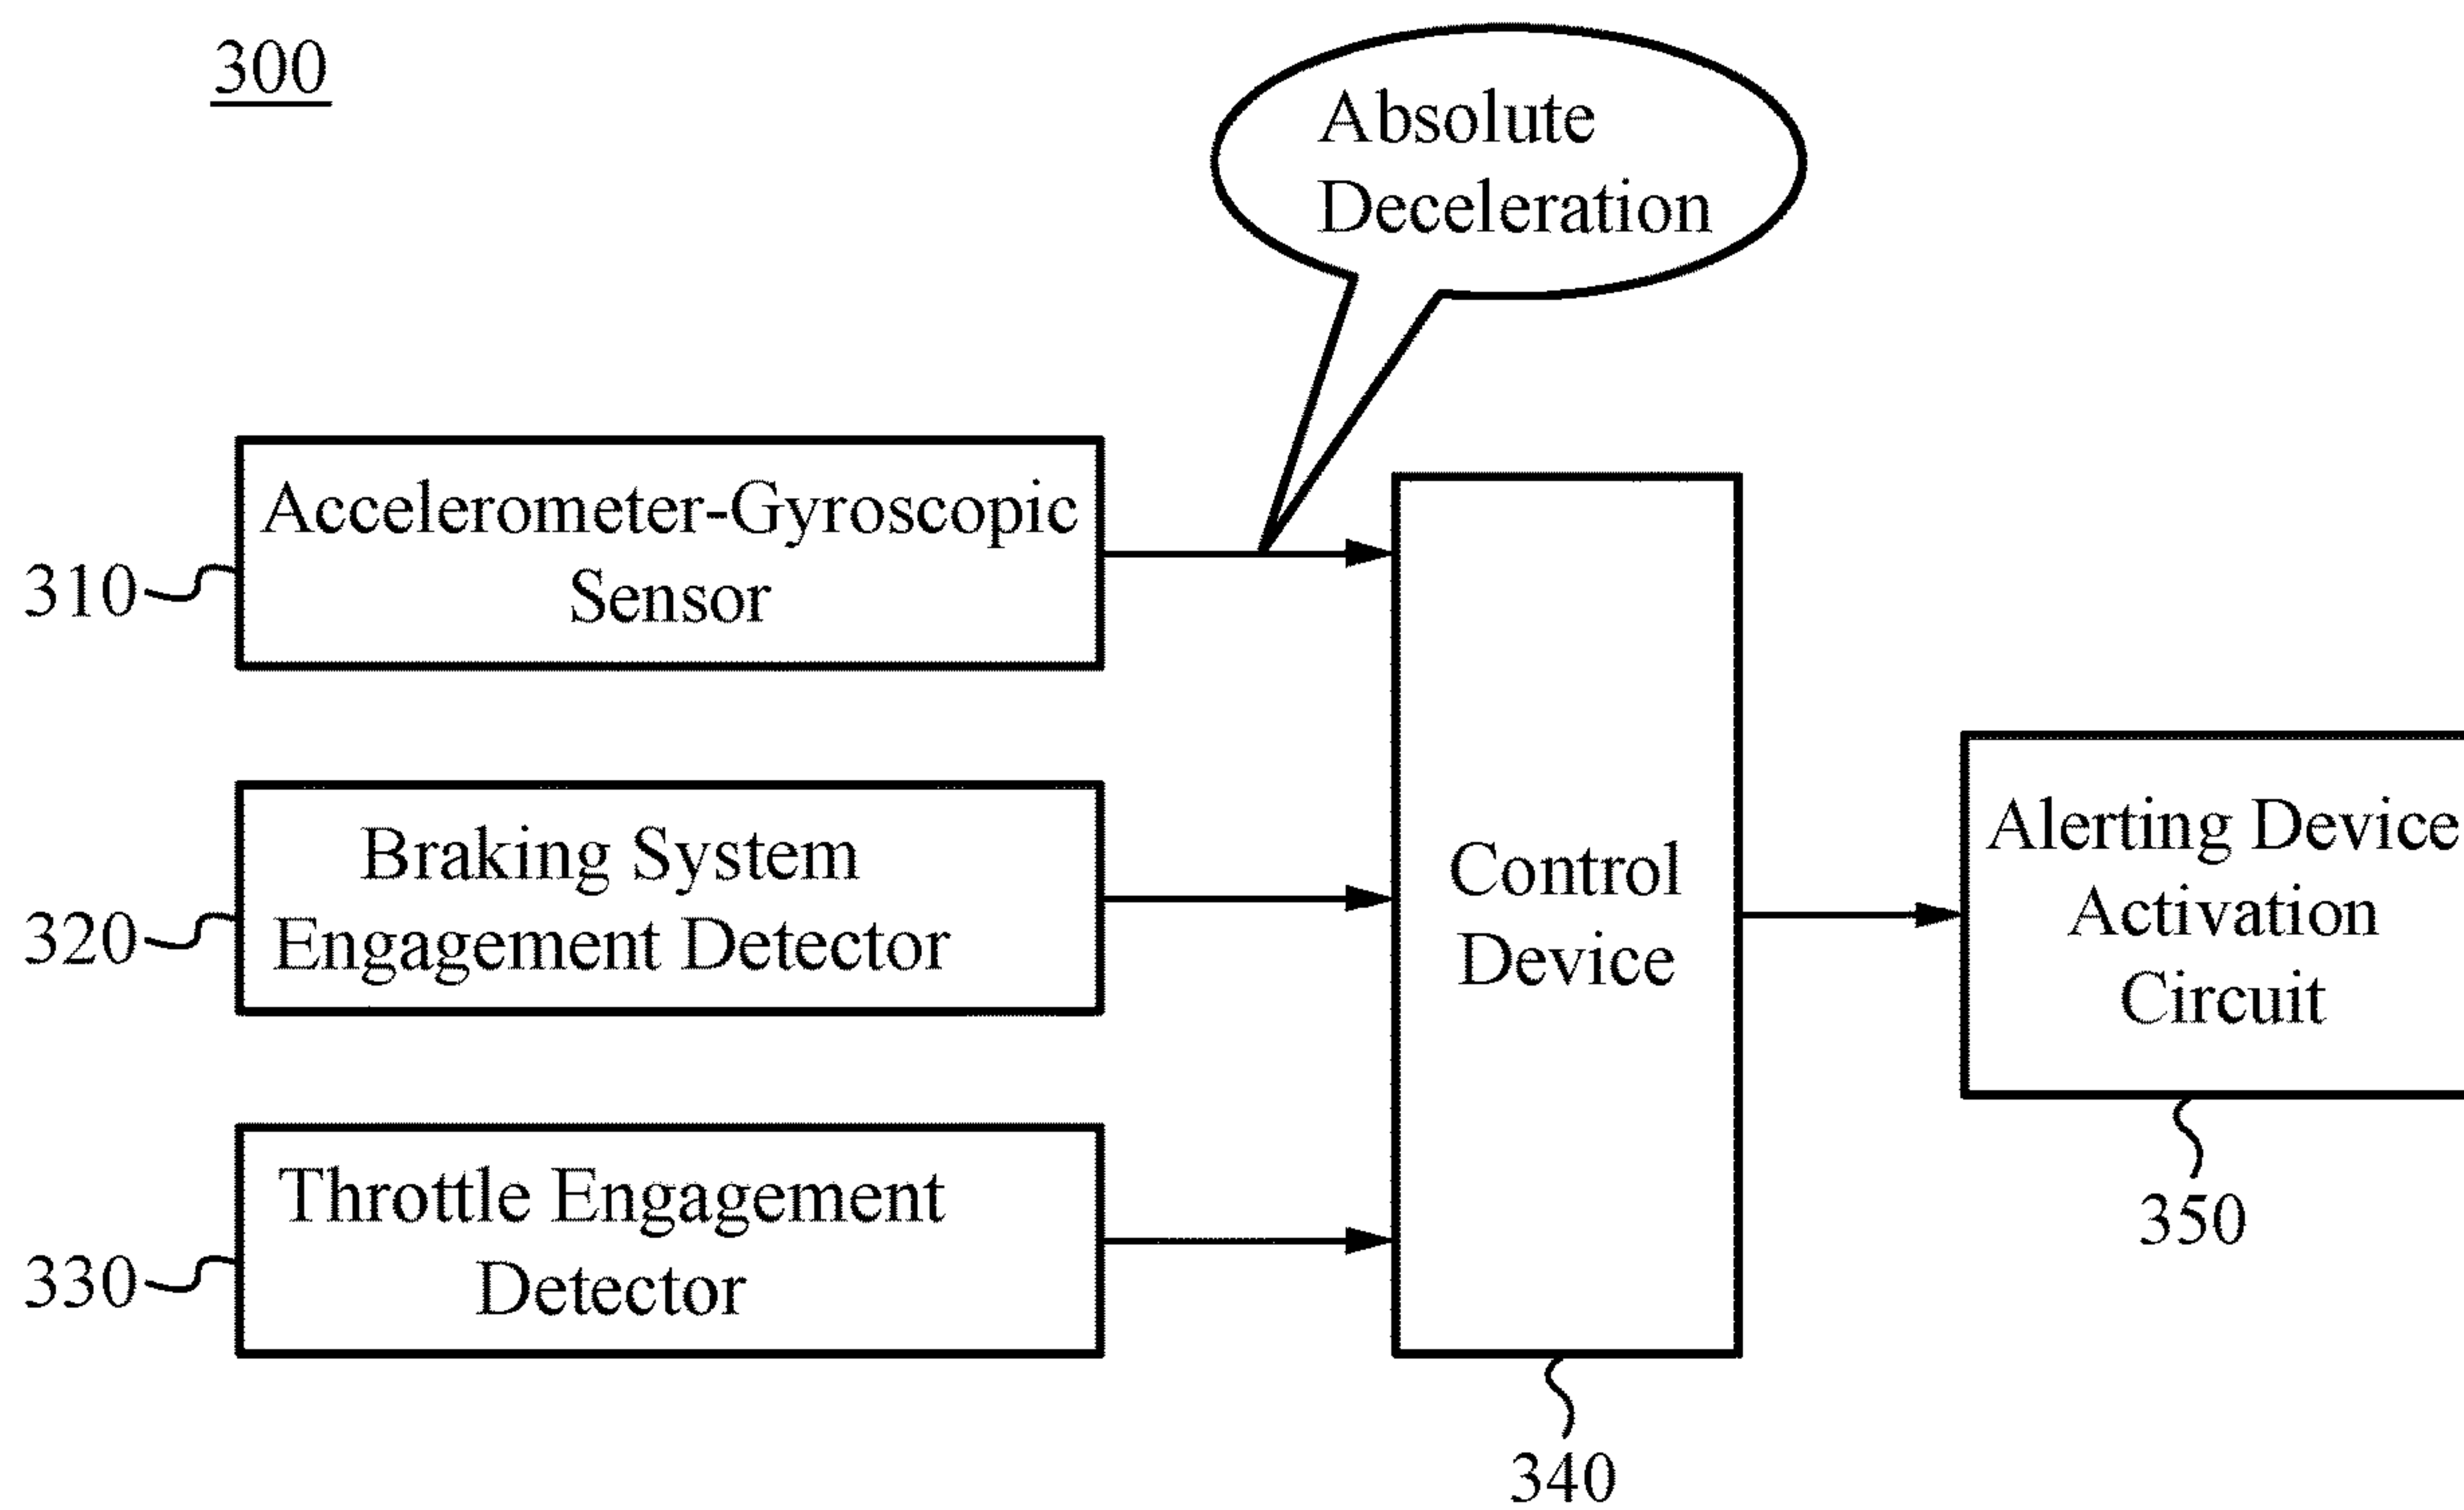 300
Absolute
Deceleration
Accelerometer-Gyroscopic
Sensor
310
Braking System
Engagement Detector
320
Throttle Engagement
Detector
330
Control
Device
340
Alerting Device
Activation
Circuit
350